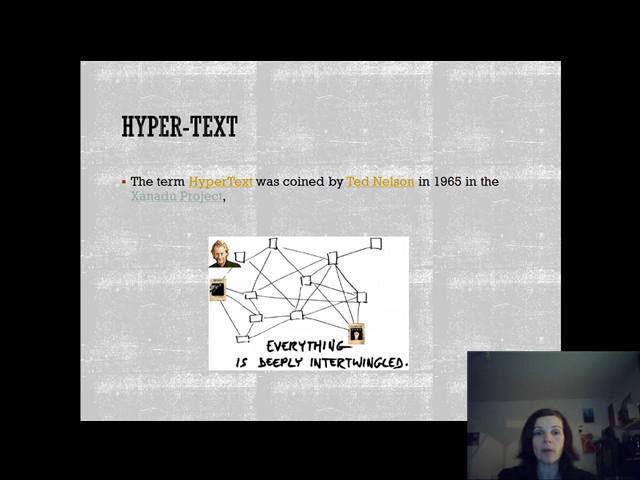 HYPER-TEXT
▪ The term HyperText was coined by Ted Nelson in 1965 in the
Xanadu Project,
EVERYTHING
IS DEEPLY INTERTWINGLED.